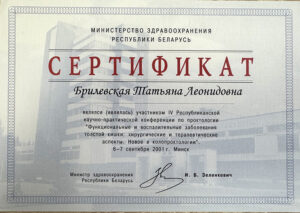 МИНИСТЕРСТВО ЗДРАВООХРАНЕНИЯ
РЕСПУБЛИКИ БЕЛАРУСЬ
СЕРТИФИКАТ
Брилевская Татьяна Леонидовна
являлся (являлась) участником IV Республиканской
научно-практической конференции по проктологии
"Функциональные и воспалительные заболевания
толстой кишки: хирургические и терапевтические
аспекты. Новое в колопроктологии".
6-7 сентября 2001 г. Минск
Министр здравоохранения
Республики Беларусь
И. Б. Зеленкевич